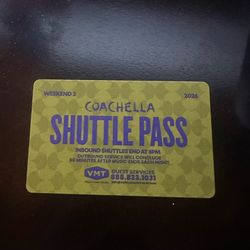 WEEKEND 2 2026
COACHELLA
SHUTTLE PASS
INBOUND SHUTTLES END AT 8PM.
OUTBOUND SERVICE WILL CONCLUDE
90 MINUTES AFTER MUSIC ENDS EACH NIGHT.
VMT GUEST SERVICES
888.833.1031